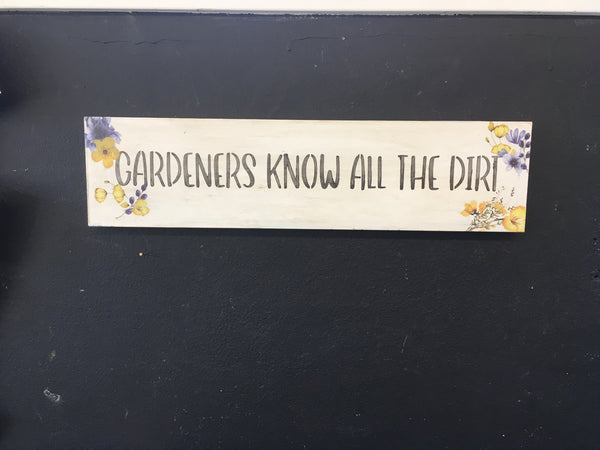 GARDENERS KNOW ALL THE DIRT